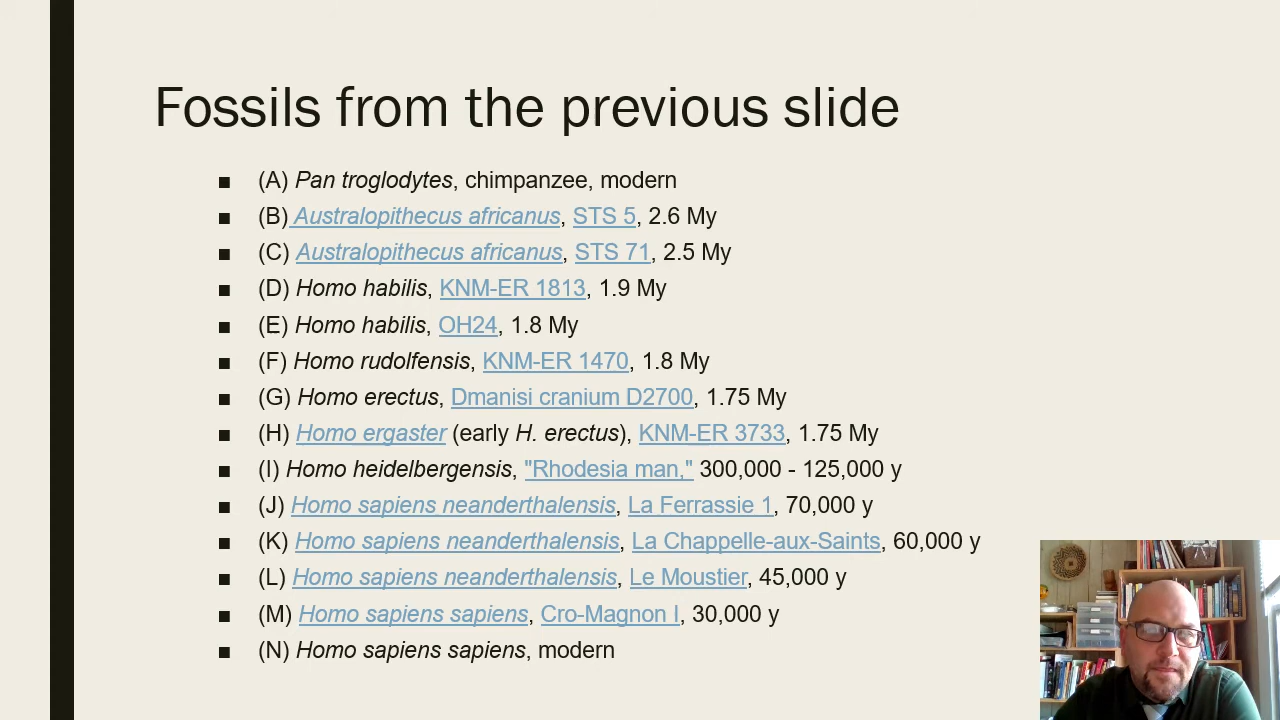 Fossils from the previous slide
■ (A) Pan troglodytes, chimpanzee, modern
■ (B) Australopithecus africanus, STS 5, 2.6 My
■ (C) Australopithecus africanus, STS 71, 2.5 My
■ (D) Homo habilis, KNM-ER 1813, 1.9 My
■ (E) Homo habilis, OH24, 1.8 My
■ (F) Homo rudolfensis, KNM-ER 1470, 1.8 My
■ (G) Homo erectus, Dmanisi cranium D2700, 1.75 My
■ (H) Homo ergaster (early H. erectus), KNM-ER 3733, 1.75 My
■ (I) Homo heidelbergensis, "Rhodesia man," 300,000 - 125,000 y
■ (J) Homo sapiens neanderthalensis, La Ferrassie 1, 70,000 y
■ (K) Homo sapiens neanderthalensis, La Chappelle-aux-Saints, 60,000 y
■ (L) Homo sapiens neanderthalensis, Le Moustier, 45,000 y
■ (M) Homo sapiens sapiens, Cro-Magnon I, 30,000 y
■ (N) Homo sapiens sapiens, modern